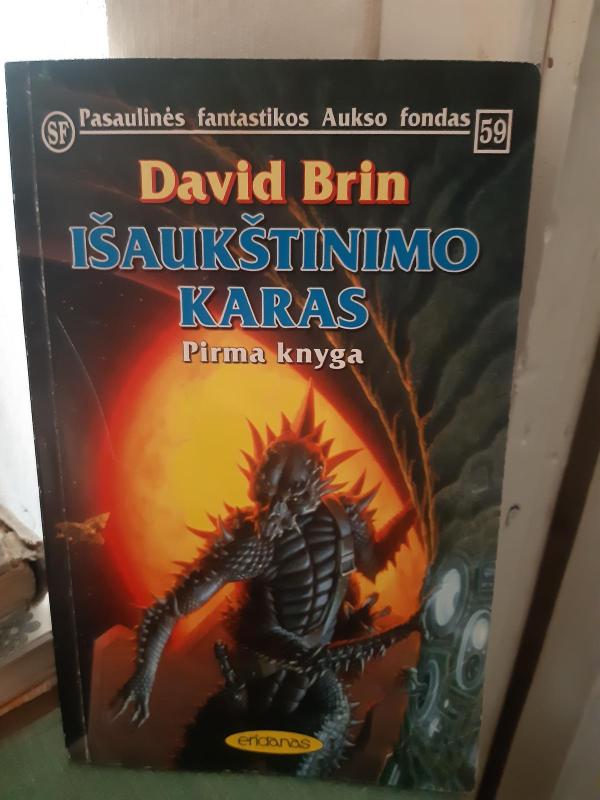 SF Pasaulinės fantastikos Aukso fondas 59
David Brin
IŠAUKŠTINIMO
KARAS
Pirma knyga
eridanas